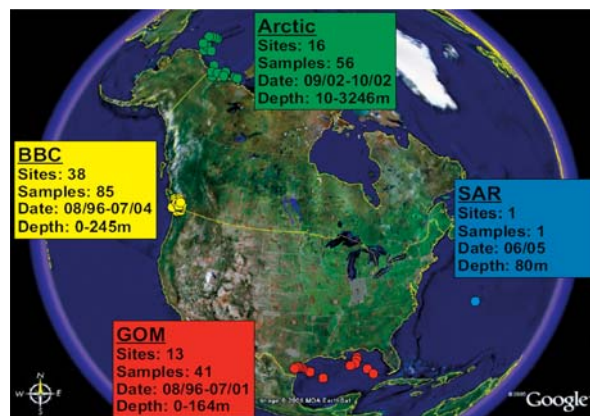 Arctic
Sites: 16
Samples: 56
Date: 09/02-10/02
Depth: 10-3246m
BBC
Sites: 38
Samples: 85
Date: 08/96-07/04
Depth: 0-245m
SAR
Sites: 1
Samples: 1
Date: 06/05
Depth: 80m
GOM
Sites: 13
Samples: 41
Date: 08/96-07/01
Depth: 0-164m
N
W
E
S
Google